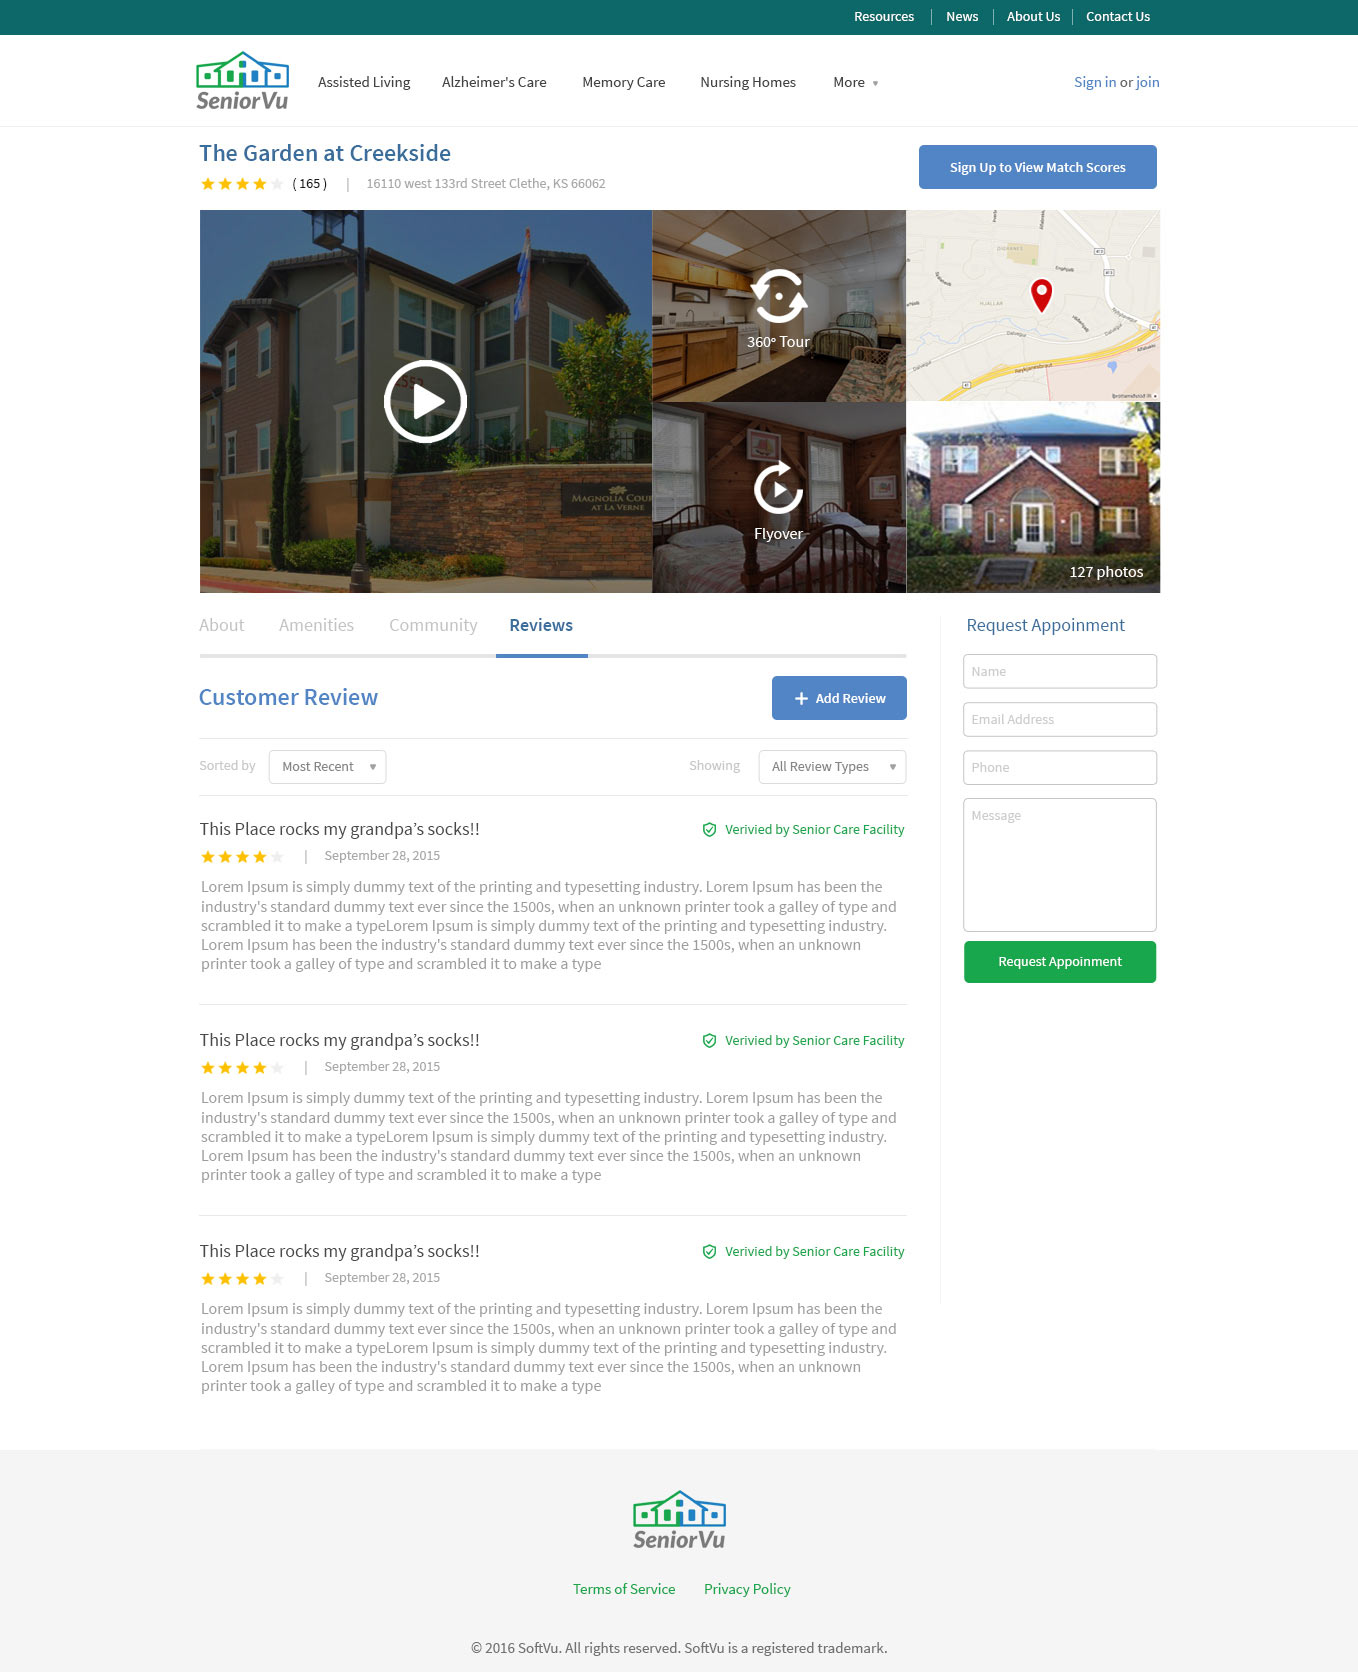 Resources | News | About Us | Contact Us
SeniorVu
Assisted Living Alzheimer's Care Memory Care Nursing Homes More
Sign in or join
The Garden at Creekside
( 165 ) | 16110 west 133rd Street Clethe, KS 66062
Sign Up to View Match Scores
360° Tour
MAGNOLIA COU
AT LA VERNE
Flyover
127 photos
About Amenities Community Reviews
Customer Review
Add Review
Sorted by Most Recent Showing All Review Types
This Place rocks my grandpa’s socks!!
Verivied by Senior Care Facility
| September 28, 2015
Lorem Ipsum is simply dummy text of the printing and typesetting industry. Lorem Ipsum has been the
industry's standard dummy text ever since the 1500s, when an unknown printer took a galley of type and
scrambled it to make a typeLorem Ipsum is simply dummy text of the printing and typesetting industry.
Lorem Ipsum has been the industry's standard dummy text ever since the 1500s, when an unknown
printer took a galley of type and scrambled it to make a type
This Place rocks my grandpa’s socks!!
Verivied by Senior Care Facility
| September 28, 2015
Lorem Ipsum is simply dummy text of the printing and typesetting industry. Lorem Ipsum has been the
industry's standard dummy text ever since the 1500s, when an unknown printer took a galley of type and
scrambled it to make a typeLorem Ipsum is simply dummy text of the printing and typesetting industry.
Lorem Ipsum has been the industry's standard dummy text ever since the 1500s, when an unknown
printer took a galley of type and scrambled it to make a type
This Place rocks my grandpa’s socks!!
Verivied by Senior Care Facility
| September 28, 2015
Lorem Ipsum is simply dummy text of the printing and typesetting industry. Lorem Ipsum has been the
industry's standard dummy text ever since the 1500s, when an unknown printer took a galley of type and
scrambled it to make a typeLorem Ipsum is simply dummy text of the printing and typesetting industry.
Lorem Ipsum has been the industry's standard dummy text ever since the 1500s, when an unknown
printer took a galley of type and scrambled it to make a type
Request Appoinment
Name
Email Address
Phone
Message
Request Appoinment
SeniorVu
Terms of Service Privacy Policy
© 2016 SoftVu. All rights reserved. SoftVu is a registered trademark.